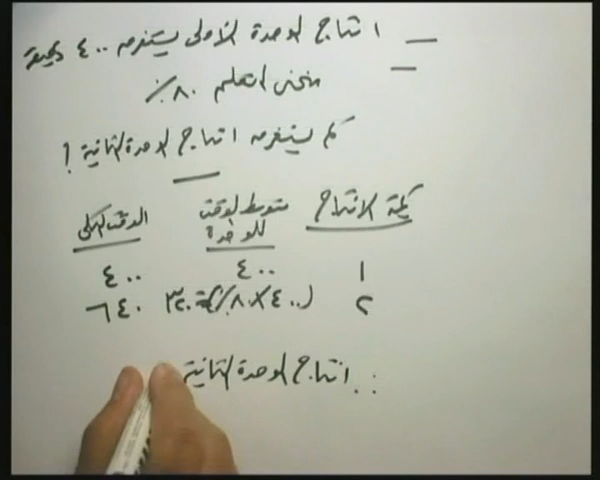 انتاج الوحدة الأولى يستغرق ٤٠٠ دقيقة
منحنى التعلم ٨٠٪
كم يستغرق انتاج الوحدة الثانية ؟
كمية الانتاج متوسط الوقت للوحدة الوقت الكلى
١ ٤٠٠ ٤٠٠
٢ (٤٠٠×٨٠٪)=٣٢٠ ٦٤٠
∴ انتاج الوحدة الثانية